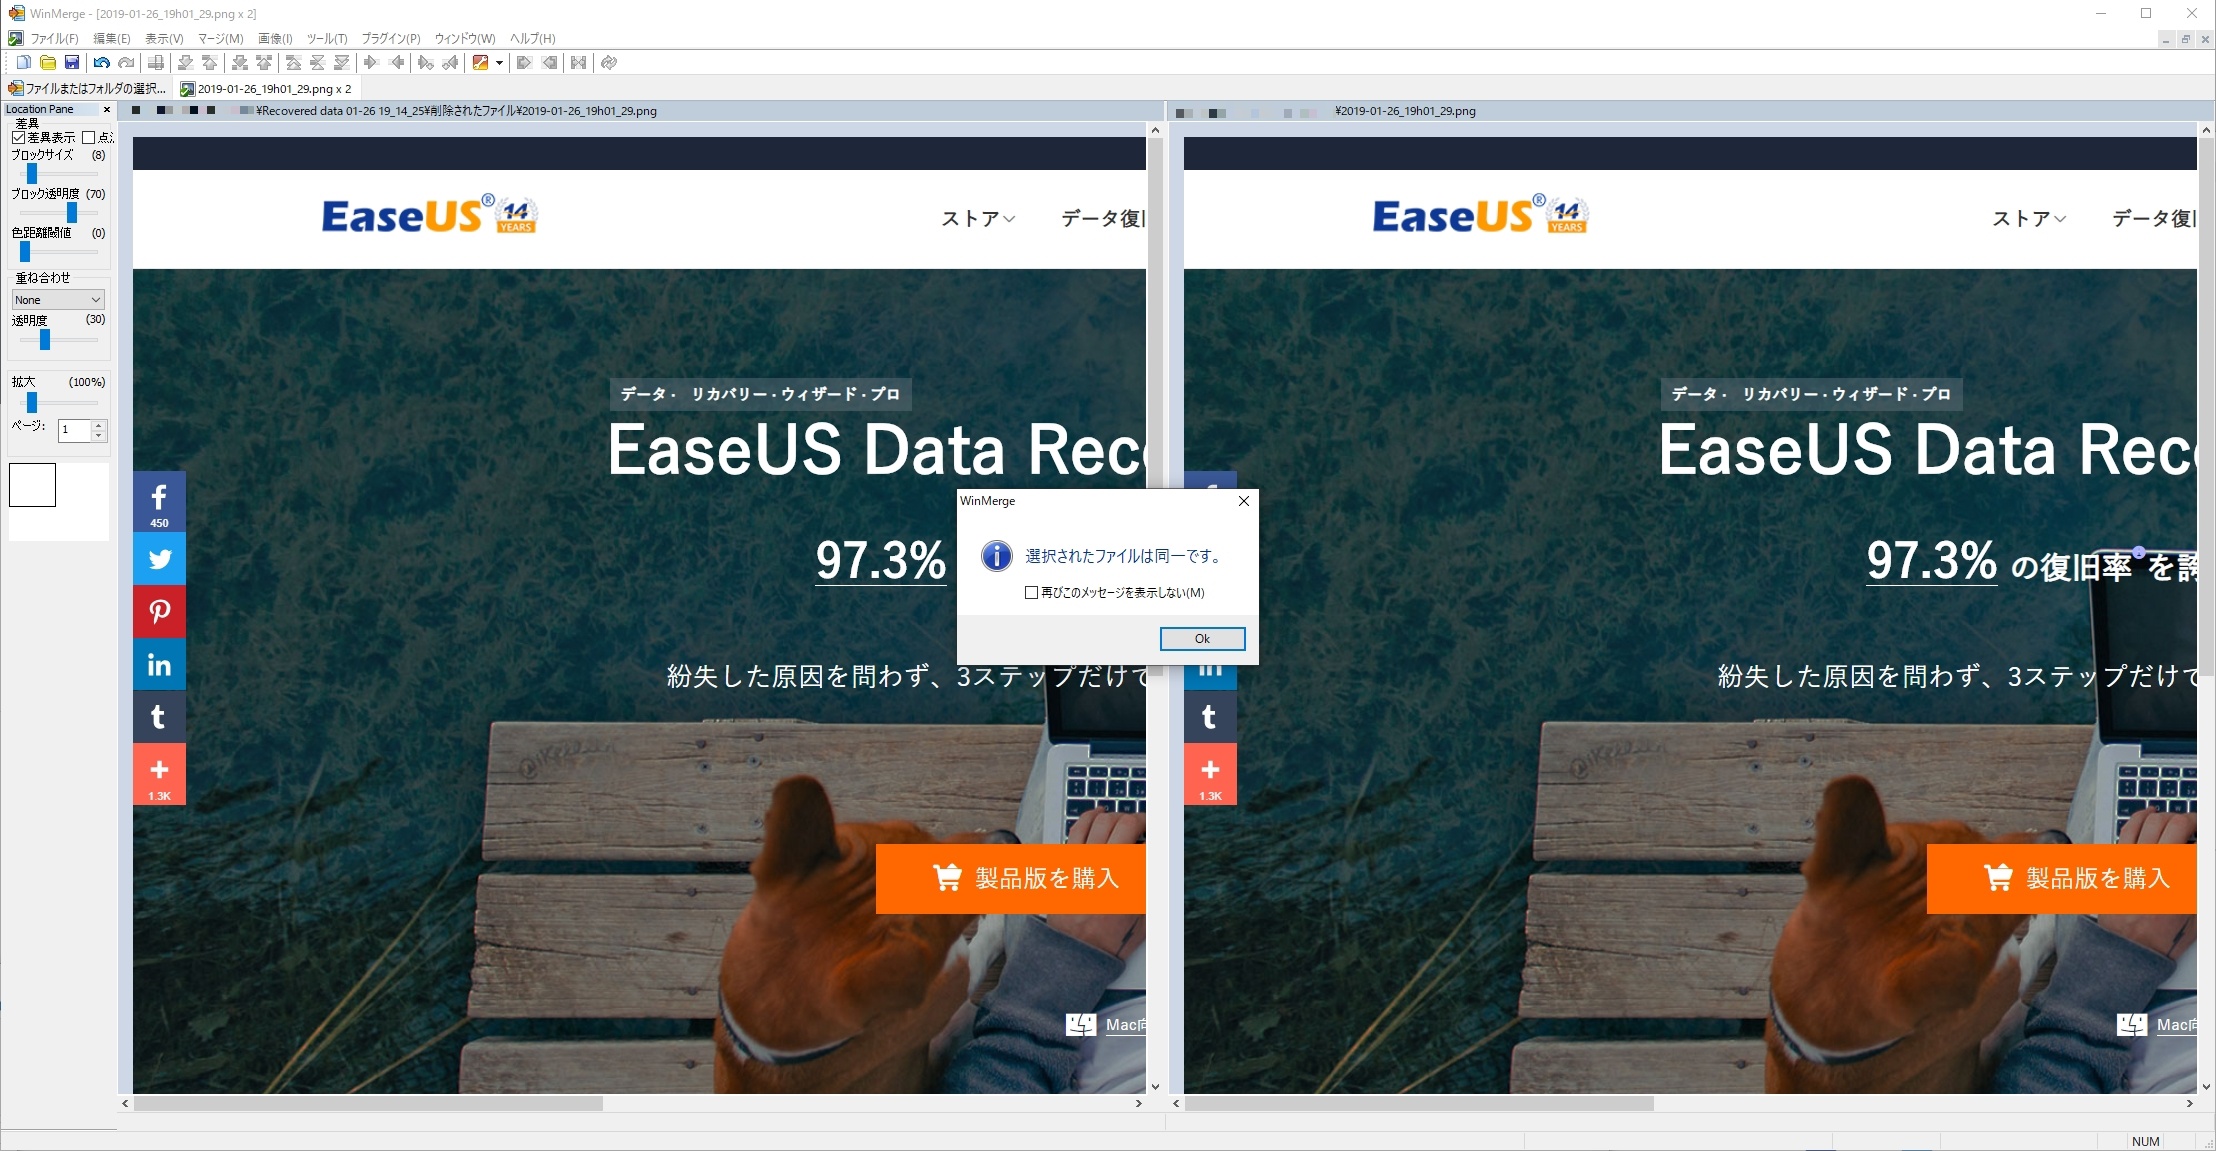 WinMerge - [2019-01-26_19h01_29.png x 2]
ファイル(F) 編集(E) 表示(V) マージ(M) 画像(I) ツール(T) プラグイン(P) ウィンドウ(W) ヘルプ(H)
ファイルまたはフォルダの選択... 2019-01-26_19h01_29.png x 2
Location Pane
¥Recovered data 01-26 19_14_25¥削除されたファイル¥2019-01-26_19h01_29.png
¥2019-01-26_19h01_29.png
差異
差異表示
ブロックサイズ (8)
ブロック透明度 (70)
色距離閾値 (0)
重ね合わせ
None
透明度 (30)
拡大 (100%)
ページ: 1
EaseUS® 14 YEARS
ストア データ復
データ・ リカバリー・ウィザード・プロ
EaseUS Data Rec
97.3%
紛失した原因を問わず、3ステップだけで
450
in
t
1.3K
製品版を購入
Mac向
WinMerge
選択されたファイルは同一です。
再びこのメッセージを表示しない(M)
Ok
EaseUS® 14 YEARS
ストア データ復
データ・ リカバリー・ウィザード・プロ
EaseUS Data Rec
97.3% の復旧率 を誇
紛失した原因を問わず、3ステップだけで
t
1.3K
製品版を購入
Mac向
NUM